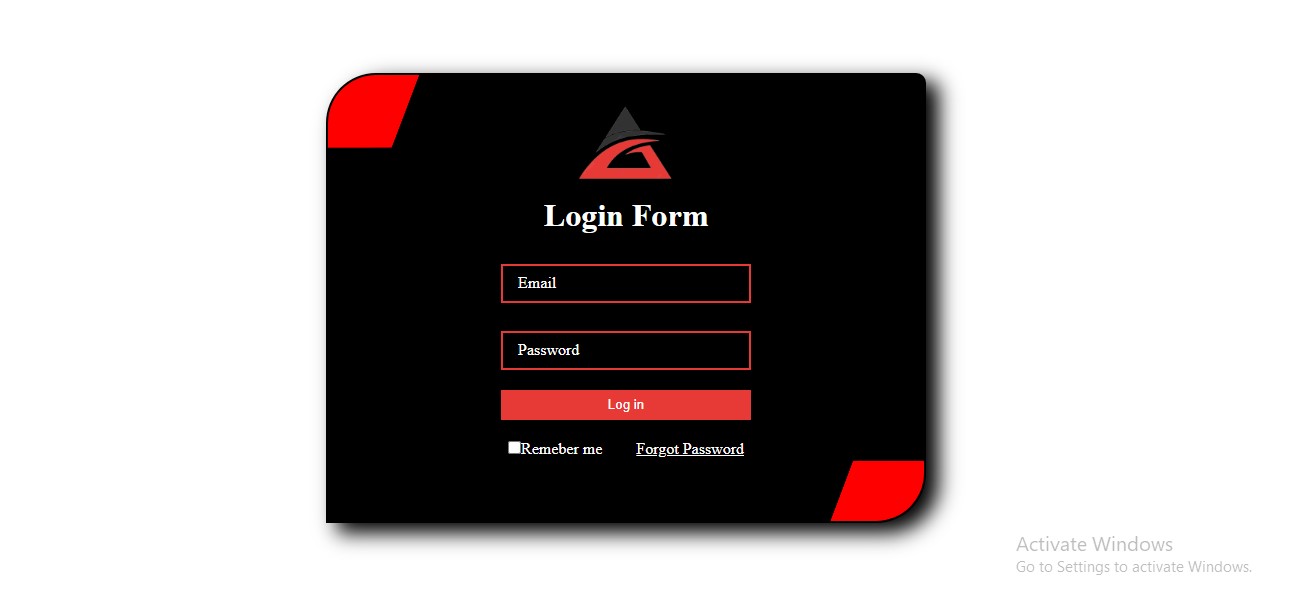 Login Form
Email
Password
Log in
Remeber me Forgot Password
Activate Windows
Go to Settings to activate Windows.